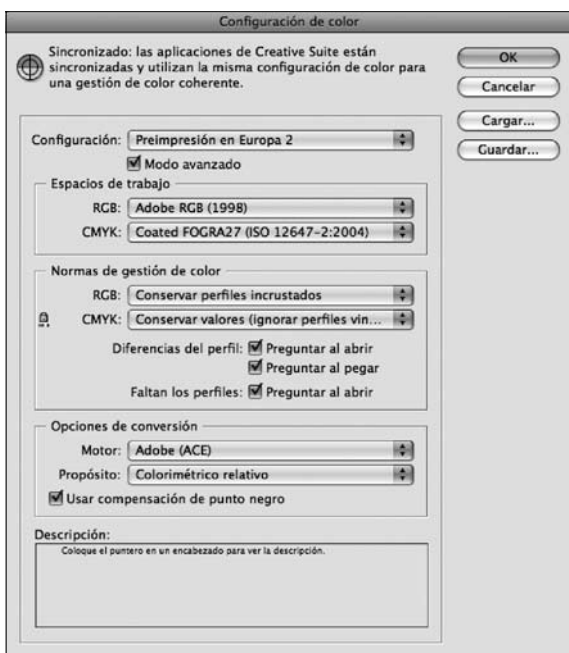 Configuración de color
Sincronizado: las aplicaciones de Creative Suite están
sincronizadas y utilizan la misma configuración de color para
una gestión de color coherente.
OK
Cancelar
Cargar...
Guardar...
Configuración: Preimpresión en Europa 2
Modo avanzado
Espacios de trabajo
RGB: Adobe RGB (1998)
CMYK: Coated FOGRA27 (ISO 12647-2:2004)
Normas de gestión de color
RGB: Conservar perfiles incrustados
CMYK: Conservar valores (ignorar perfiles vin...
Diferencias del perfil: Preguntar al abrir
Preguntar al pegar
Faltan los perfiles: Preguntar al abrir
Opciones de conversión
Motor: Adobe (ACE)
Propósito: Colorimétrico relativo
Usar compensación de punto negro
Descripción:
Coloque el puntero en un encabezado para ver la descripción.